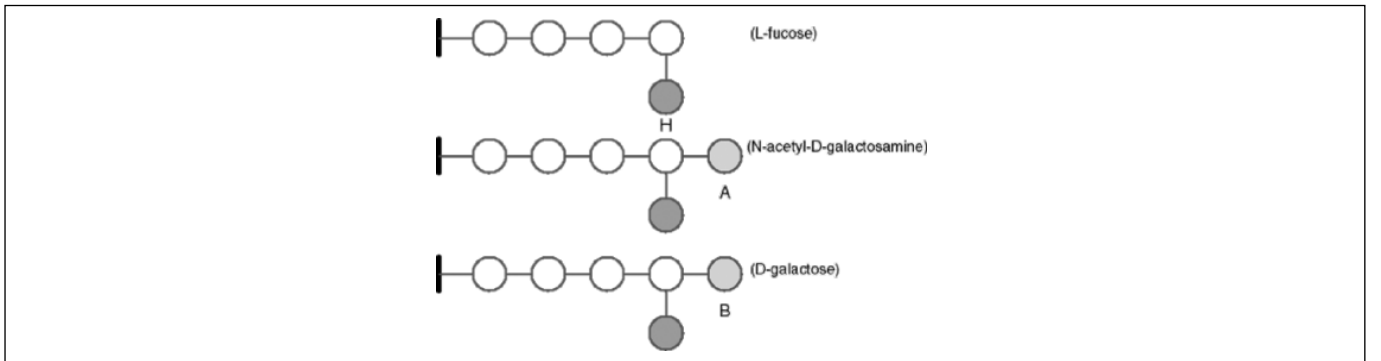 (L-fucose)
H
(N-acetyl-D-galactosamine)
A
(D-galactose)
B